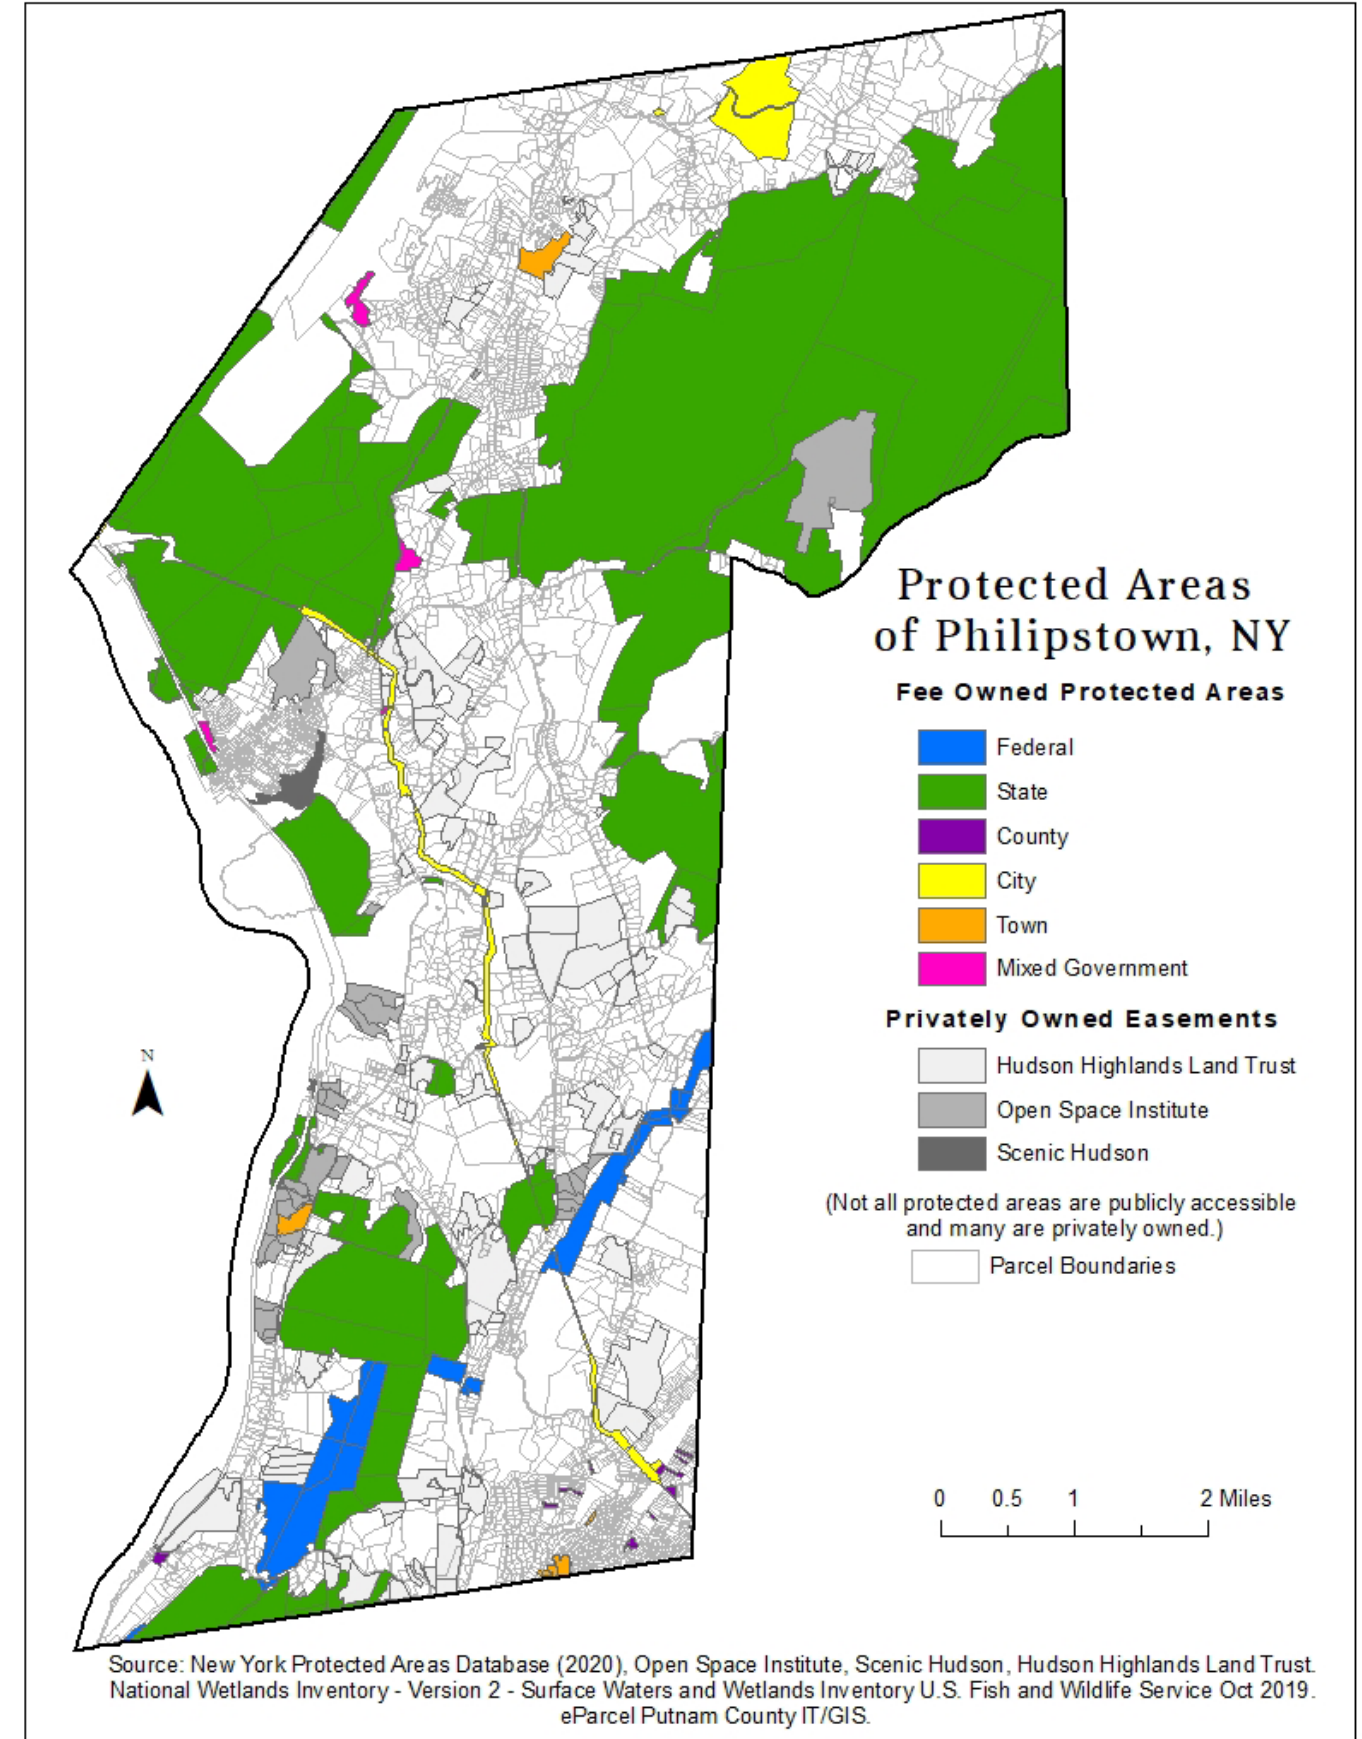 Protected Areas
of Philipstown, NY
Fee Owned Protected Areas
Federal
State
County
City
Town
Mixed Government
Privately Owned Easements
Hudson Highlands Land Trust
Open Space Institute
Scenic Hudson
(Not all protected areas are publicly accessible
and many are privately owned.)
Parcel Boundaries
N
0 0.5 1 2 Miles
Source: New York Protected Areas Database (2020), Open Space Institute, Scenic Hudson, Hudson Highlands Land Trust.
National Wetlands Inventory - Version 2 - Surface Waters and Wetlands Inventory U.S. Fish and Wildlife Service Oct 2019.
eParcel Putnam County IT/GIS.